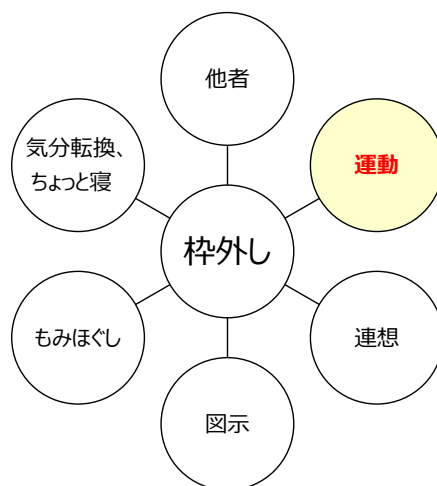 他者
運動
気分転換、
ちょっと寝
枠外し
もみほぐし
連想
図示